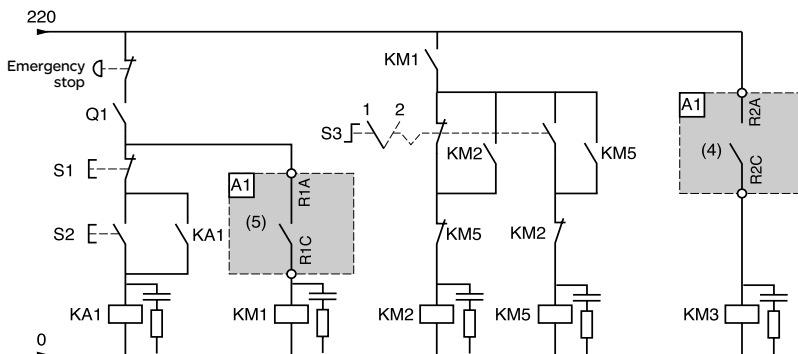 220
Emergency
stop
Q1
S1
S2
KA1
KA1
A1
R1A
(5)
R1C
KM1
KM1
S3
1
2
KM2
KM5
KM5
KM2
KM2
KM5
A1
R2A
(4)
R2C
KM3
0